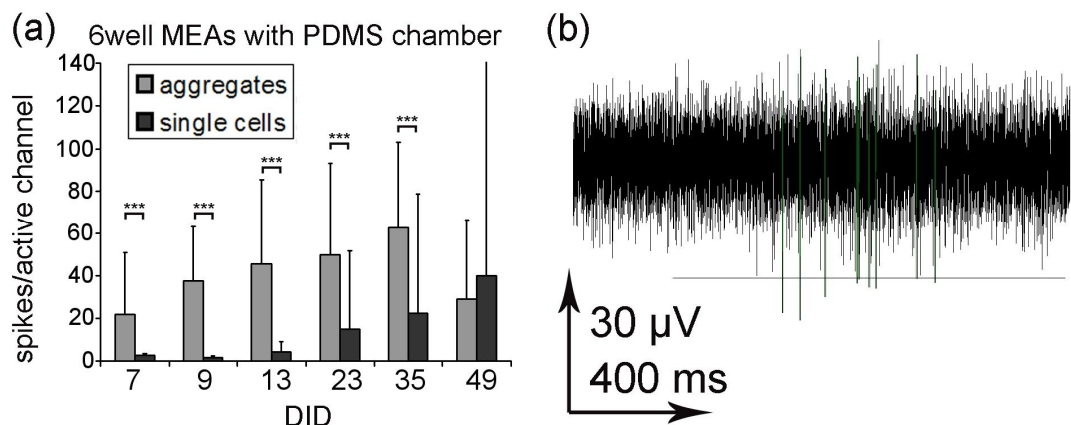 (a)
6well MEAs with PDMS chamber
140
120
100
80
60
40
20
0
spikes/active channel
aggregates
single cells
***
***
***
***
***
7 9 13 23 35 49
DID
(b)
30 µV
400 ms